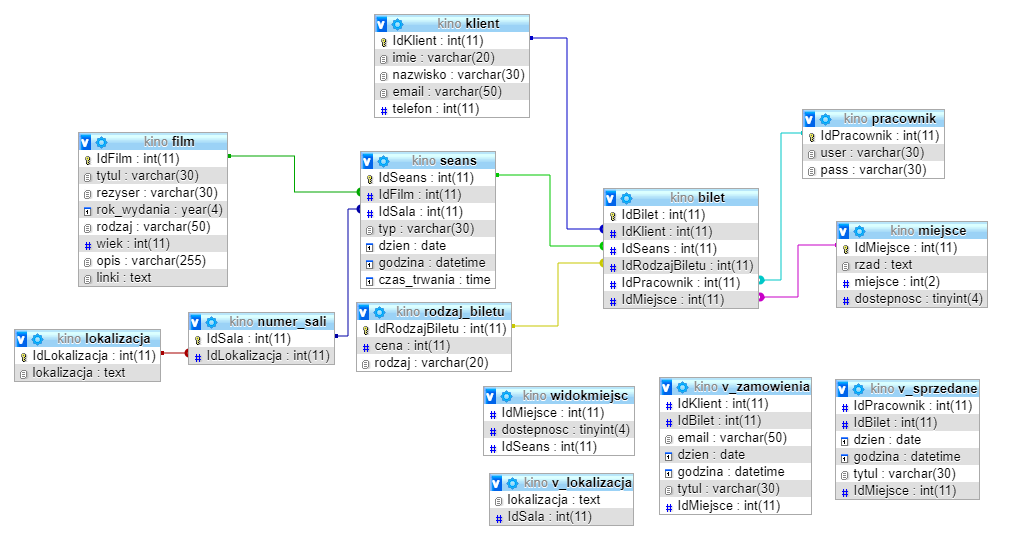 kino klient
IdKlient : int(11)
imie : varchar(20)
nazwisko : varchar(30)
email : varchar(50)
telefon : int(11)
kino film
IdFilm : int(11)
tytul : varchar(30)
rezyser : varchar(30)
rok_wydania : year(4)
rodzaj : varchar(50)
wiek : int(11)
opis : varchar(255)
linki : text
kino seans
IdSeans : int(11)
IdFilm : int(11)
IdSala : int(11)
typ : varchar(30)
dzien : date
godzina : datetime
czas_trwania : time
kino pracownik
IdPracownik : int(11)
user : varchar(30)
pass : varchar(30)
kino bilet
IdBilet : int(11)
IdKlient : int(11)
IdSeans : int(11)
IdRodzajBiletu : int(11)
IdPracownik : int(11)
IdMiejsce : int(11)
kino miejsce
IdMiejsce : int(11)
rzad : text
miejsce : int(2)
dostepnosc : tinyint(4)
kino lokalizacja
IdLokalizacja : int(11)
lokalizacja : text
kino numer_sali
IdSala : int(11)
IdLokalizacja : int(11)
kino rodzaj_biletu
IdRodzajBiletu : int(11)
cena : int(11)
rodzaj : varchar(20)
kino widokmiejsc
IdMiejsce : int(11)
dostepnosc : tinyint(4)
IdSeans : int(11)
kino v_zamowienia
IdKlient : int(11)
IdBilet : int(11)
email : varchar(50)
dzien : date
godzina : datetime
tytul : varchar(30)
IdMiejsce : int(11)
kino v_sprzedane
IdPracownik : int(11)
IdBilet : int(11)
dzien : date
godzina : datetime
tytul : varchar(30)
IdMiejsce : int(11)
kino v_lokalizacja
lokalizacja : text
IdSala : int(11)